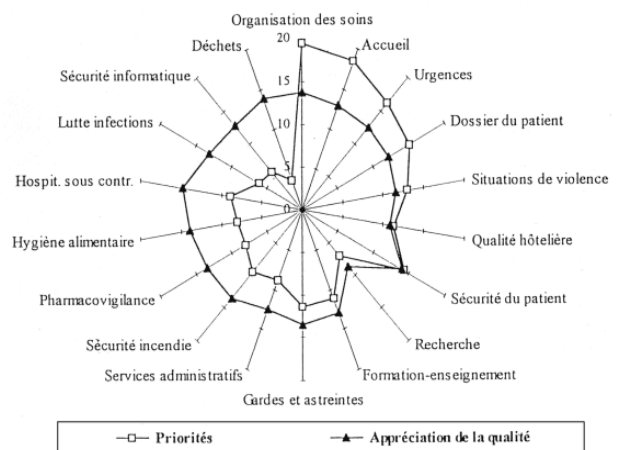 Organisation des soins
20
Déchets
Accueil
Sécurité informatique
15
Urgences
Lutte infections
10
Dossier du patient
Hospit. sous contr.
5
Situations de violence
0
Hygiène alimentaire
Qualité hôtelière
Pharmacovigilance
Sécurité du patient
Sècurité incendie
Recherche
Services administratifs
Formation-enseignement
Gardes et astreintes
Priorités
Appréciation de la qualité